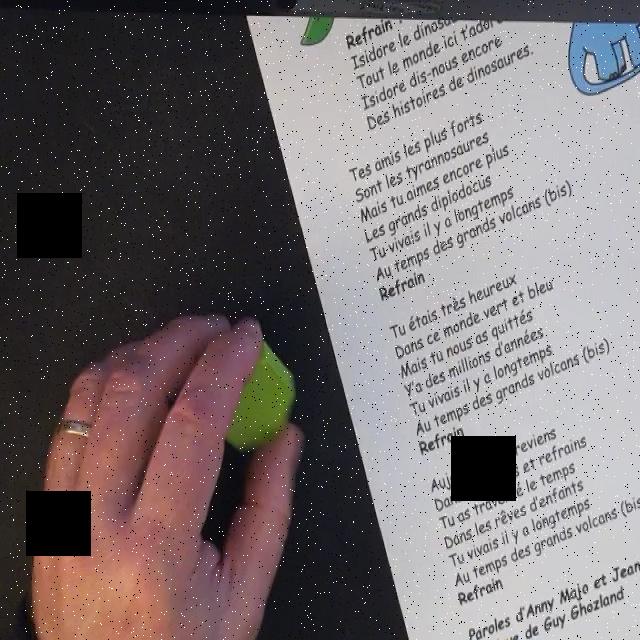 Refrain
Isidore le dinosaure
Tout le monde ici t'adore
Isidore dis-nous encore
Des histoires de dinosaures.
Tes amis les plus forts
Sont les tyrannosaures
Mais tu aimes encore plus
Les grands diplodocus
Tu vivais il y a longtemps
Au temps des grands volcans (bis)
Refrain
Tu étais très heureux
Dans ce monde vert et bleu
Mais tu nous as quittés
Y'a des millions d'années
Tu vivais il y a longtemps
Au temps des grands volcans (bis)
Refrain
reviens
et refrains
Tu as le temps
Dans les rêves d'enfants
Tu vivais il y a longtemps
Au temps des grands volcans (bis
Refrain
Paroles d'Anny Majo et Jean
de Guy Ghozland